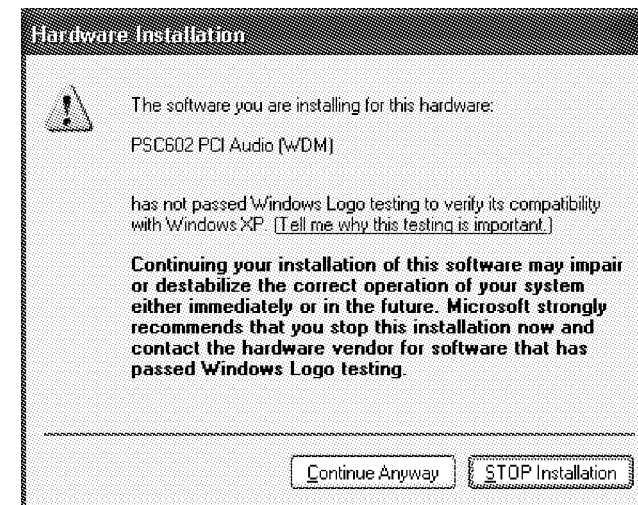 Hardware Installation
The software you are installing for this hardware:
PSC602 PCI Audio (WDM)
has not passed Windows Logo testing to verify its compatibility
with Windows XP. (Tell me why this testing is important.)
Continuing your installation of this software may impair
or destabilize the correct operation of your system
either immediately or in the future. Microsoft strongly
recommends that you stop this installation now and
contact the hardware vendor for software that has
passed Windows Logo testing.
Continue Anyway
STOP Installation